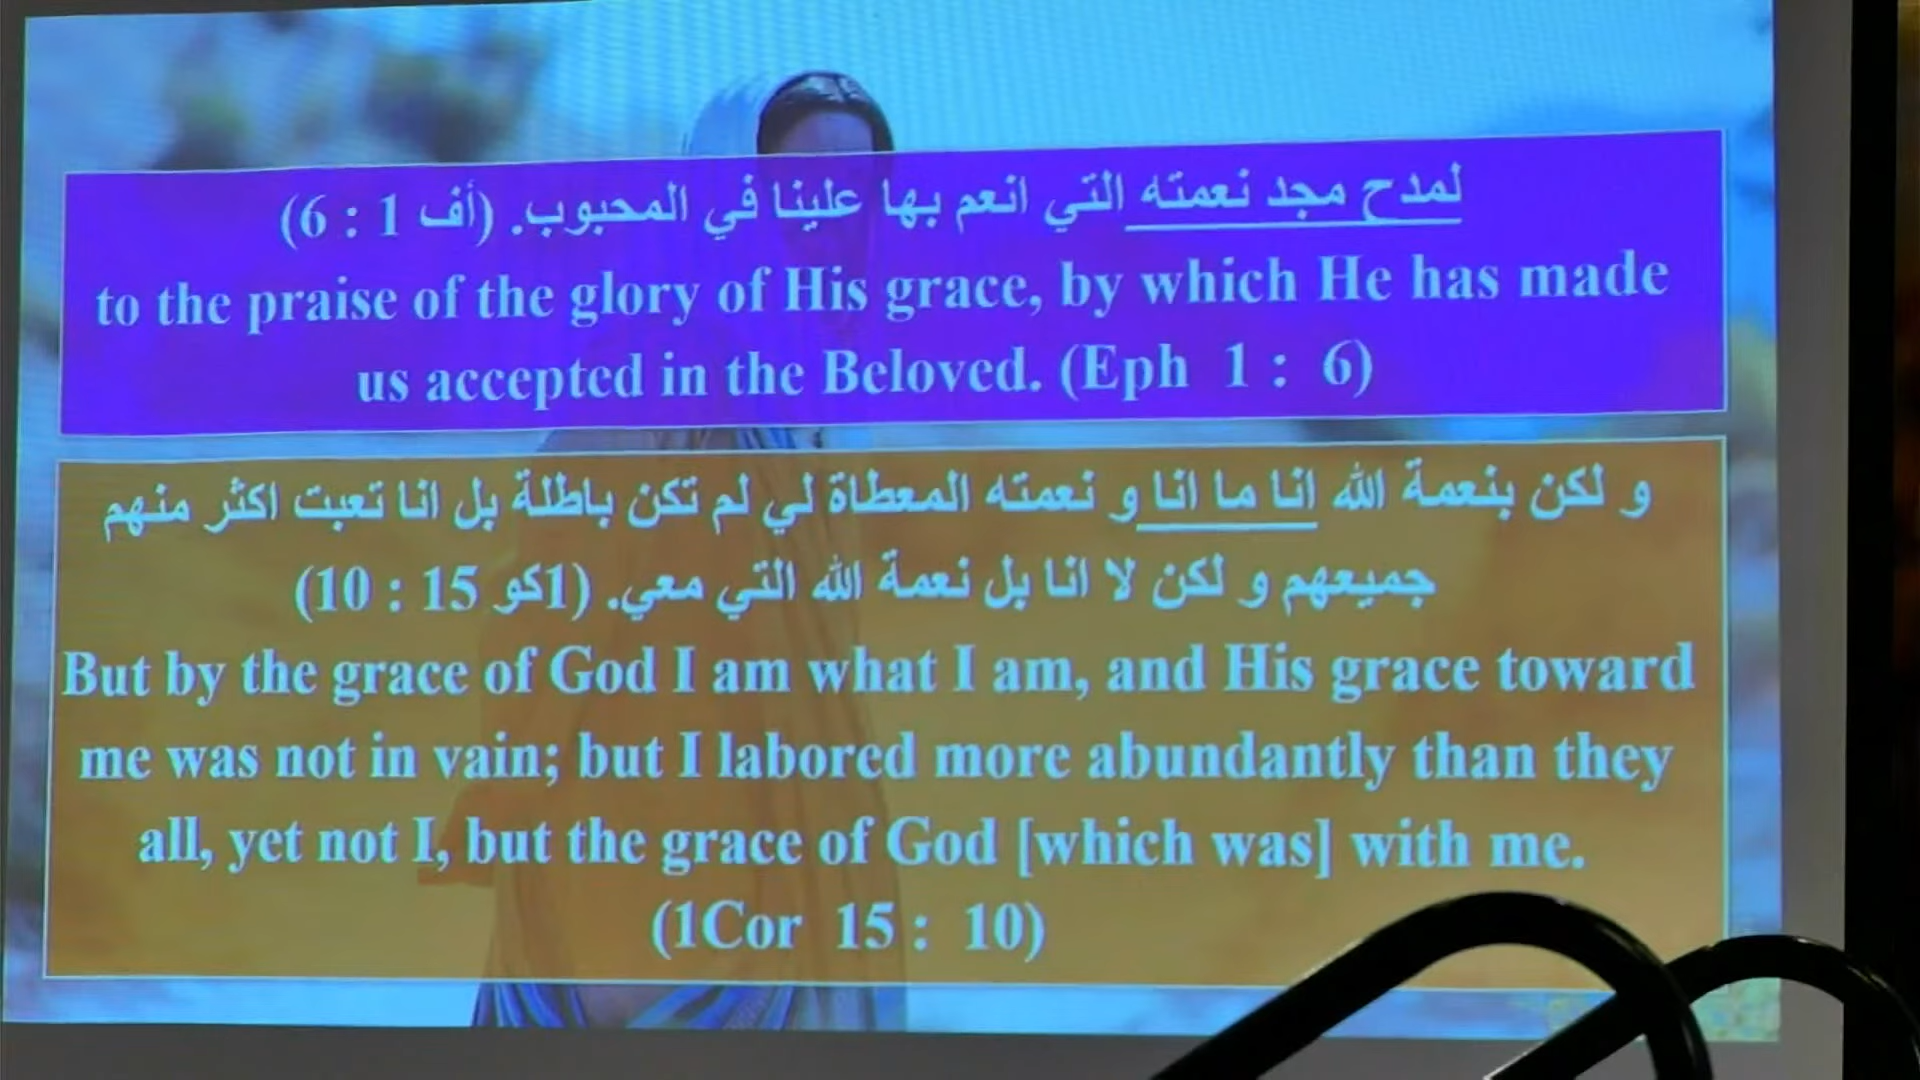 لمدح مجد نعمته التي انعم بها علينا في المحبوب. (أف 1 : 6)
to the praise of the glory of His grace, by which He has made
us accepted in the Beloved. (Eph 1 : 6)
و لكن بنعمة الله انا ما انا و نعمته المعطاة لي لم تكن باطلة بل انا تعبت اكثر منهم
جميعهم و لكن لا انا بل نعمة الله التي معي. (1كو 15 : 10)
But by the grace of God I am what I am, and His grace toward
me was not in vain; but I labored more abundantly than they
all, yet not I, but the grace of God [which was] with me.
(1Cor 15 : 10)